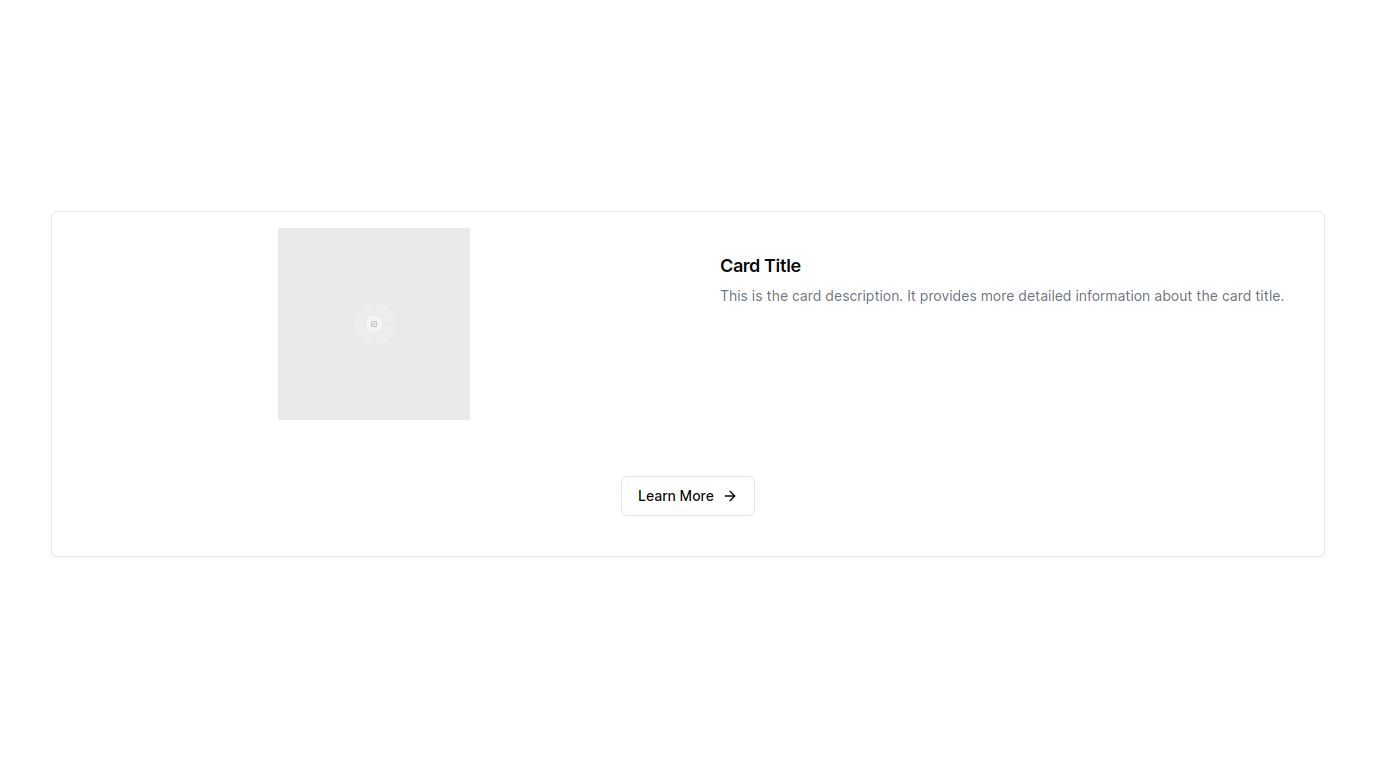 Card Title
This is the card description. It provides more detailed information about the card title.
Learn More